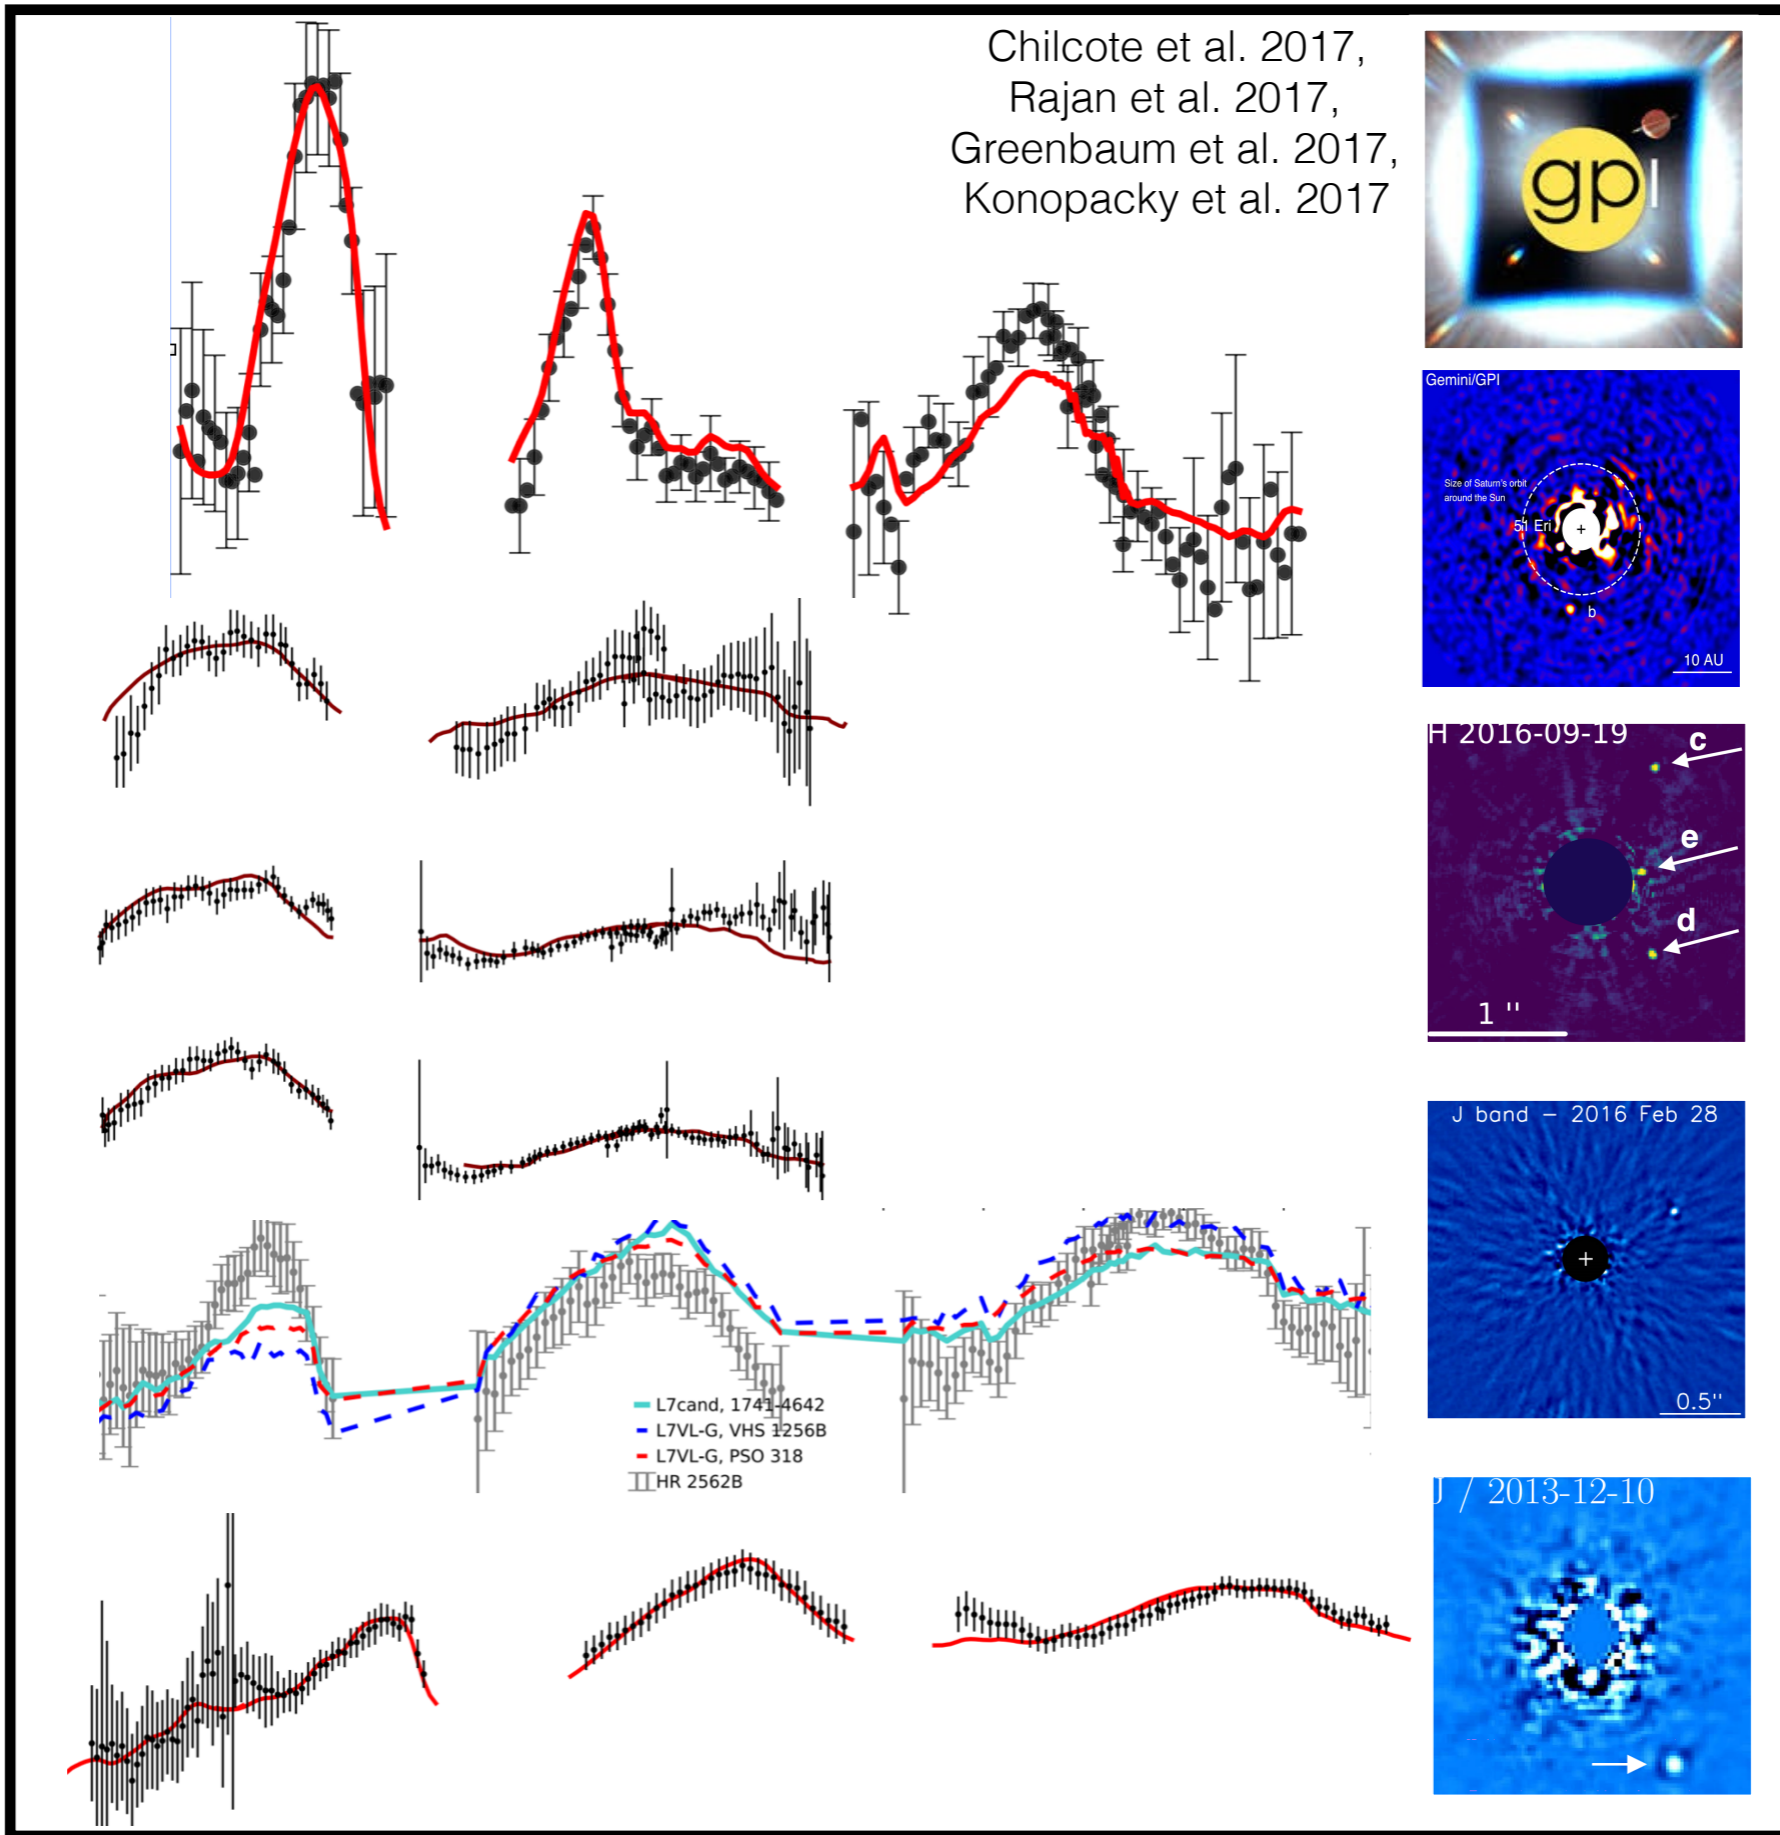 Chilcote et al. 2017,
Rajan et al. 2017,
Greenbaum et al. 2017,
Konopacky et al. 2017
gpi
Gemini/GPI
Size of Saturn's orbit
around the Sun
51 Eri
b
10 AU
H 2016-09-19
c
e
d
1 ''
J band – 2016 Feb 28
0.5''
L7cand, 1741-4642
L7VL-G, VHS 1256B
L7VL-G, PSO 318
HR 2562B
J / 2013-12-10